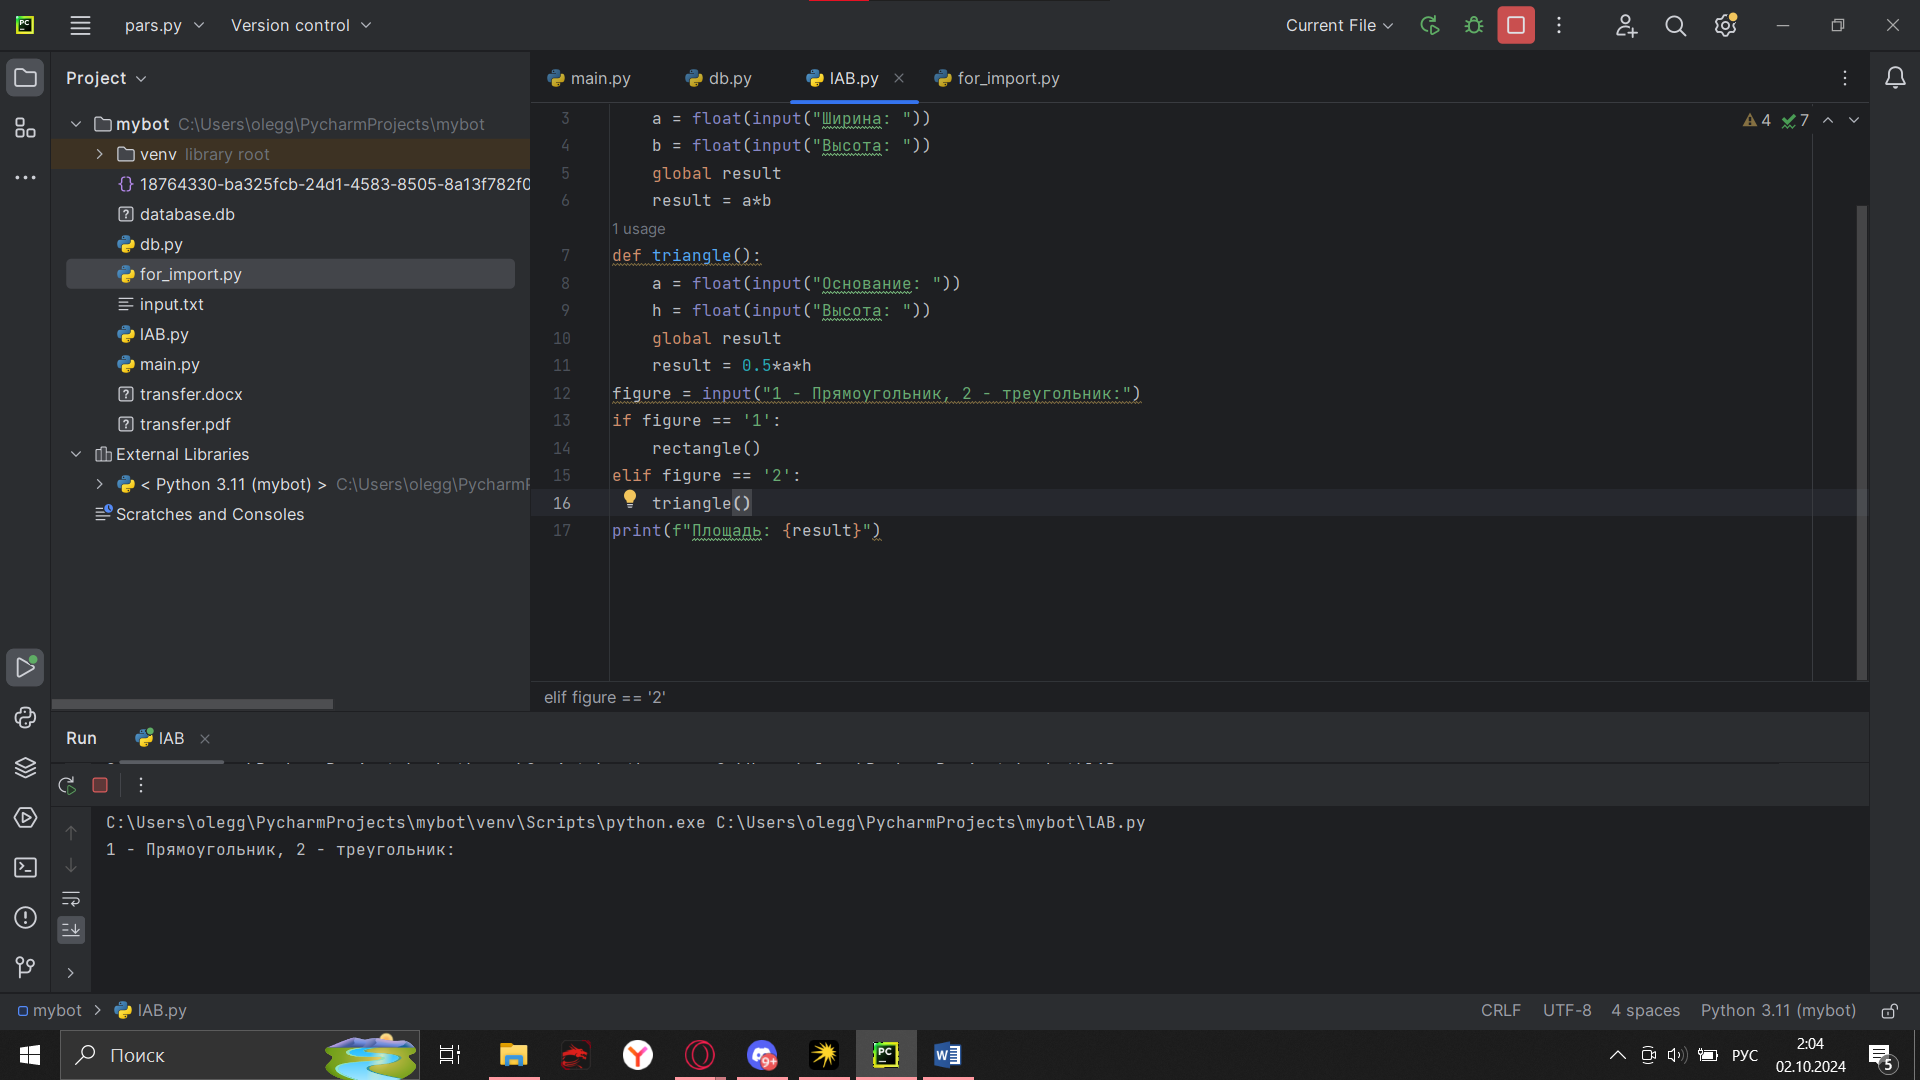 pars.py
Version control
Current File
Project
main.py
db.py
lAB.py
for_import.py
mybot C:\Users\olegg\PycharmProjects\mybot
venv library root
18764330-ba325fcb-24d1-4583-8505-8a13f782f0
database.db
db.py
for_import.py
input.txt
lAB.py
main.py
transfer.docx
transfer.pdf
External Libraries
< Python 3.11 (mybot) > C:\Users\olegg\PycharmP
Scratches and Consoles
4 7
3 a = float(input("Ширина: "))
4 b = float(input("Высота: "))
5 global result
6 result = a*b
1 usage
7 def triangle():
8 a = float(input("Основание: "))
9 h = float(input("Высота: "))
10 global result
11 result = 0.5*a*h
12 figure = input("1 - Прямоугольник, 2 - треугольник:")
13 if figure == '1':
14 rectangle()
15 elif figure == '2':
16 triangle()
17 print(f"Площадь: {result}")
elif figure == '2'
Run
lAB
C:\Users\olegg\PycharmProjects\mybot\venv\Scripts\python.exe C:\Users\olegg\PycharmProjects\mybot\lAB.py
1 - Прямоугольник, 2 - треугольник:
mybot > lAB.py
CRLF UTF-8 4 spaces Python 3.11 (mybot)
Поиск
9+
РУС
2:04
02.10.2024
5